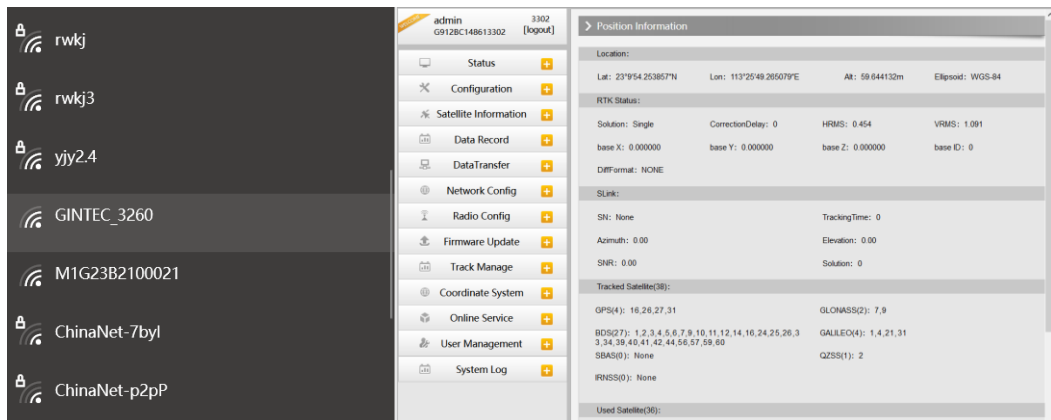 rwkj
rwkj3
yjy2.4
GINTEC_3260
M1G23B2100021
ChinaNet-7byl
ChinaNet-p2pP
admin 3302
G912BC148613302 [logout]
Status
Configuration
Satellite Information
Data Record
DataTransfer
Network Config
Radio Config
Firmware Update
Track Manage
Coordinate System
Online Service
User Management
System Log
Position Information
Location:
Lat: 23°9'54.253857"N Lon: 113°25'49.265079"E Alt: 59.644132m Ellipsoid: WGS-84
RTK Status:
Solution: Single CorrectionDelay: 0 HRMS: 0.454 VRMS: 1.091
base X: 0.000000 base Y: 0.000000 base Z: 0.000000 base ID: 0
DiffFormat: NONE
SLink:
SN: None TrackingTime: 0
Azimuth: 0.00 Elevation: 0.00
SNR: 0.00 Solution: 0
Tracked Satellite(38):
GPS(4): 16,26,27,31 GLONASS(2): 7,9
BDS(27): 1,2,3,4,5,6,7,9,10,11,12,14,16,24,25,26,3 GALILEO(4): 1,4,21,31
3,34,39,40,41,42,44,56,57,59,60
SBAS(0): None QZSS(1): 2
IRNSS(0): None
Used Satellite(36):